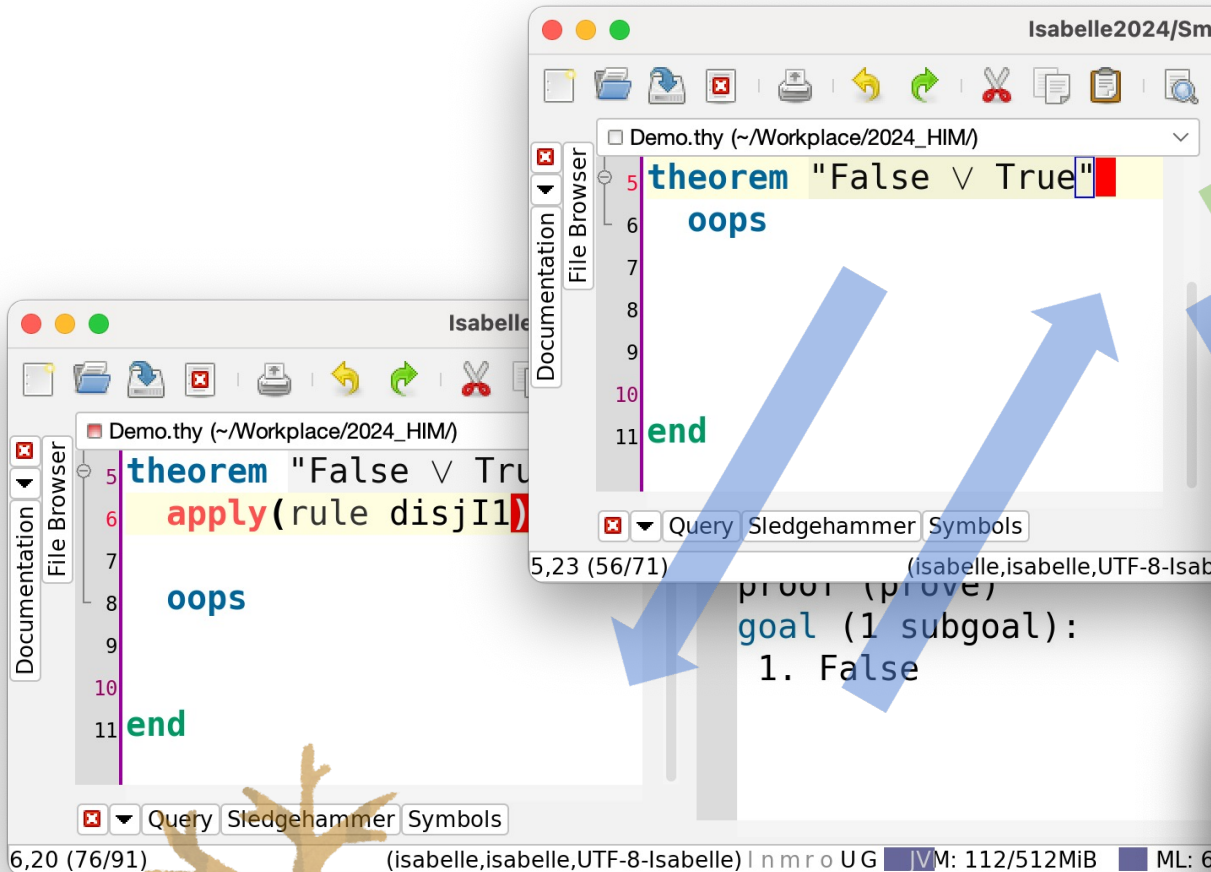 Isabelle2024/Sm
Demo.thy (~/Workplace/2024_HIM/)
Documentation
File Browser
5 theorem "False ∨ True"
6 oops
7
8
9
10
11 end
Query Sledgehammer Symbols
5,23 (56/71) (isabelle,isabelle,UTF-8-Isab
Isabelle
Demo.thy (~/Workplace/2024_HIM/)
Documentation
File Browser
5 theorem "False ∨ Tru
6 apply(rule disjI1)
7
8 oops
9
10
11 end
proof (prove)
goal (1 subgoal):
1. False
Query Sledgehammer Symbols
6,20 (76/91) (isabelle,isabelle,UTF-8-Isabelle) l n m r o U G JVM: 112/512MiB ML: 6